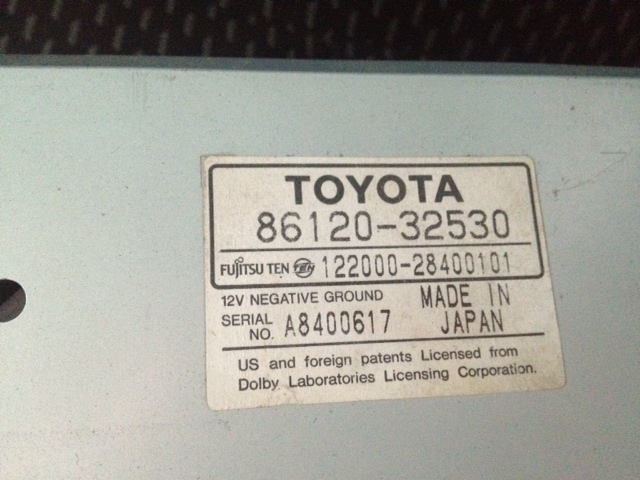 TOYOTA
86120-32530
FUJITSU TEN TEN 122000-28400101
12V NEGATIVE GROUND MADE IN
SERIAL NO. A8400617 JAPAN
US and foreign patents Licensed from
Dolby Laboratories Licensing Corporation.